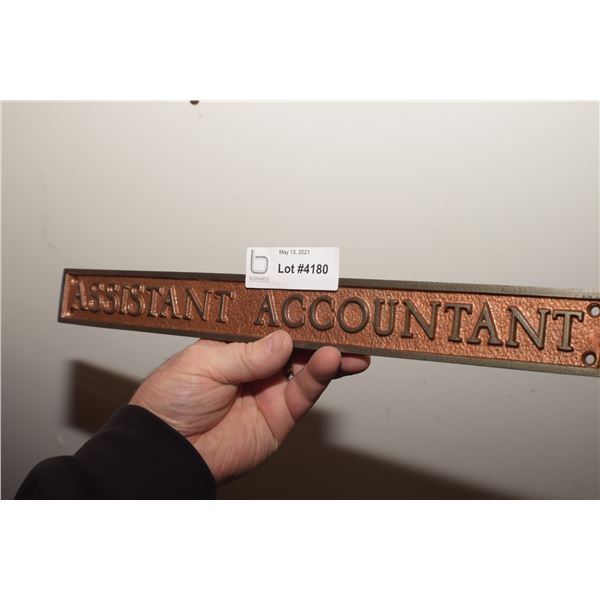 May 13, 2021
b
Lot #4180
ASSISTANT ACCOUNTANT